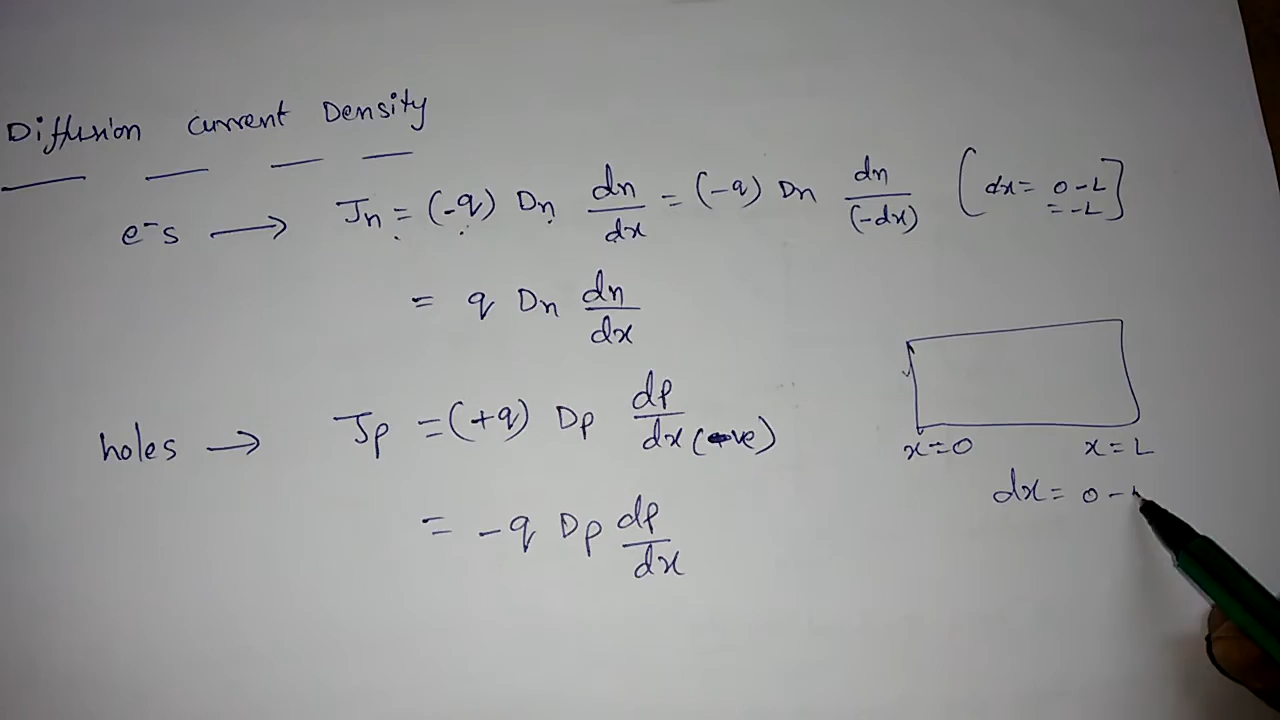 Diffusion current Density
e⁻s → Jn = (-q) Dn dn/dx = (-q) Dn dn/(-dx) [dx = 0-L = -L]
= q Dn dn/dx
holes → Jp = (+q) Dp dp/dx (-ve)
= -q Dp dp/dx
x=0 x=L
dx = 0-